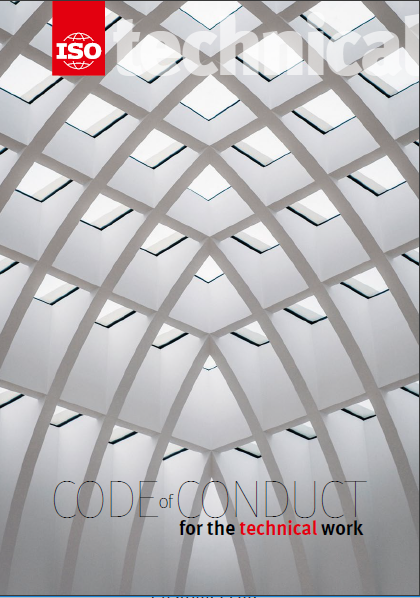 ISO
technical
CODE of CONDUCT
for the technical work